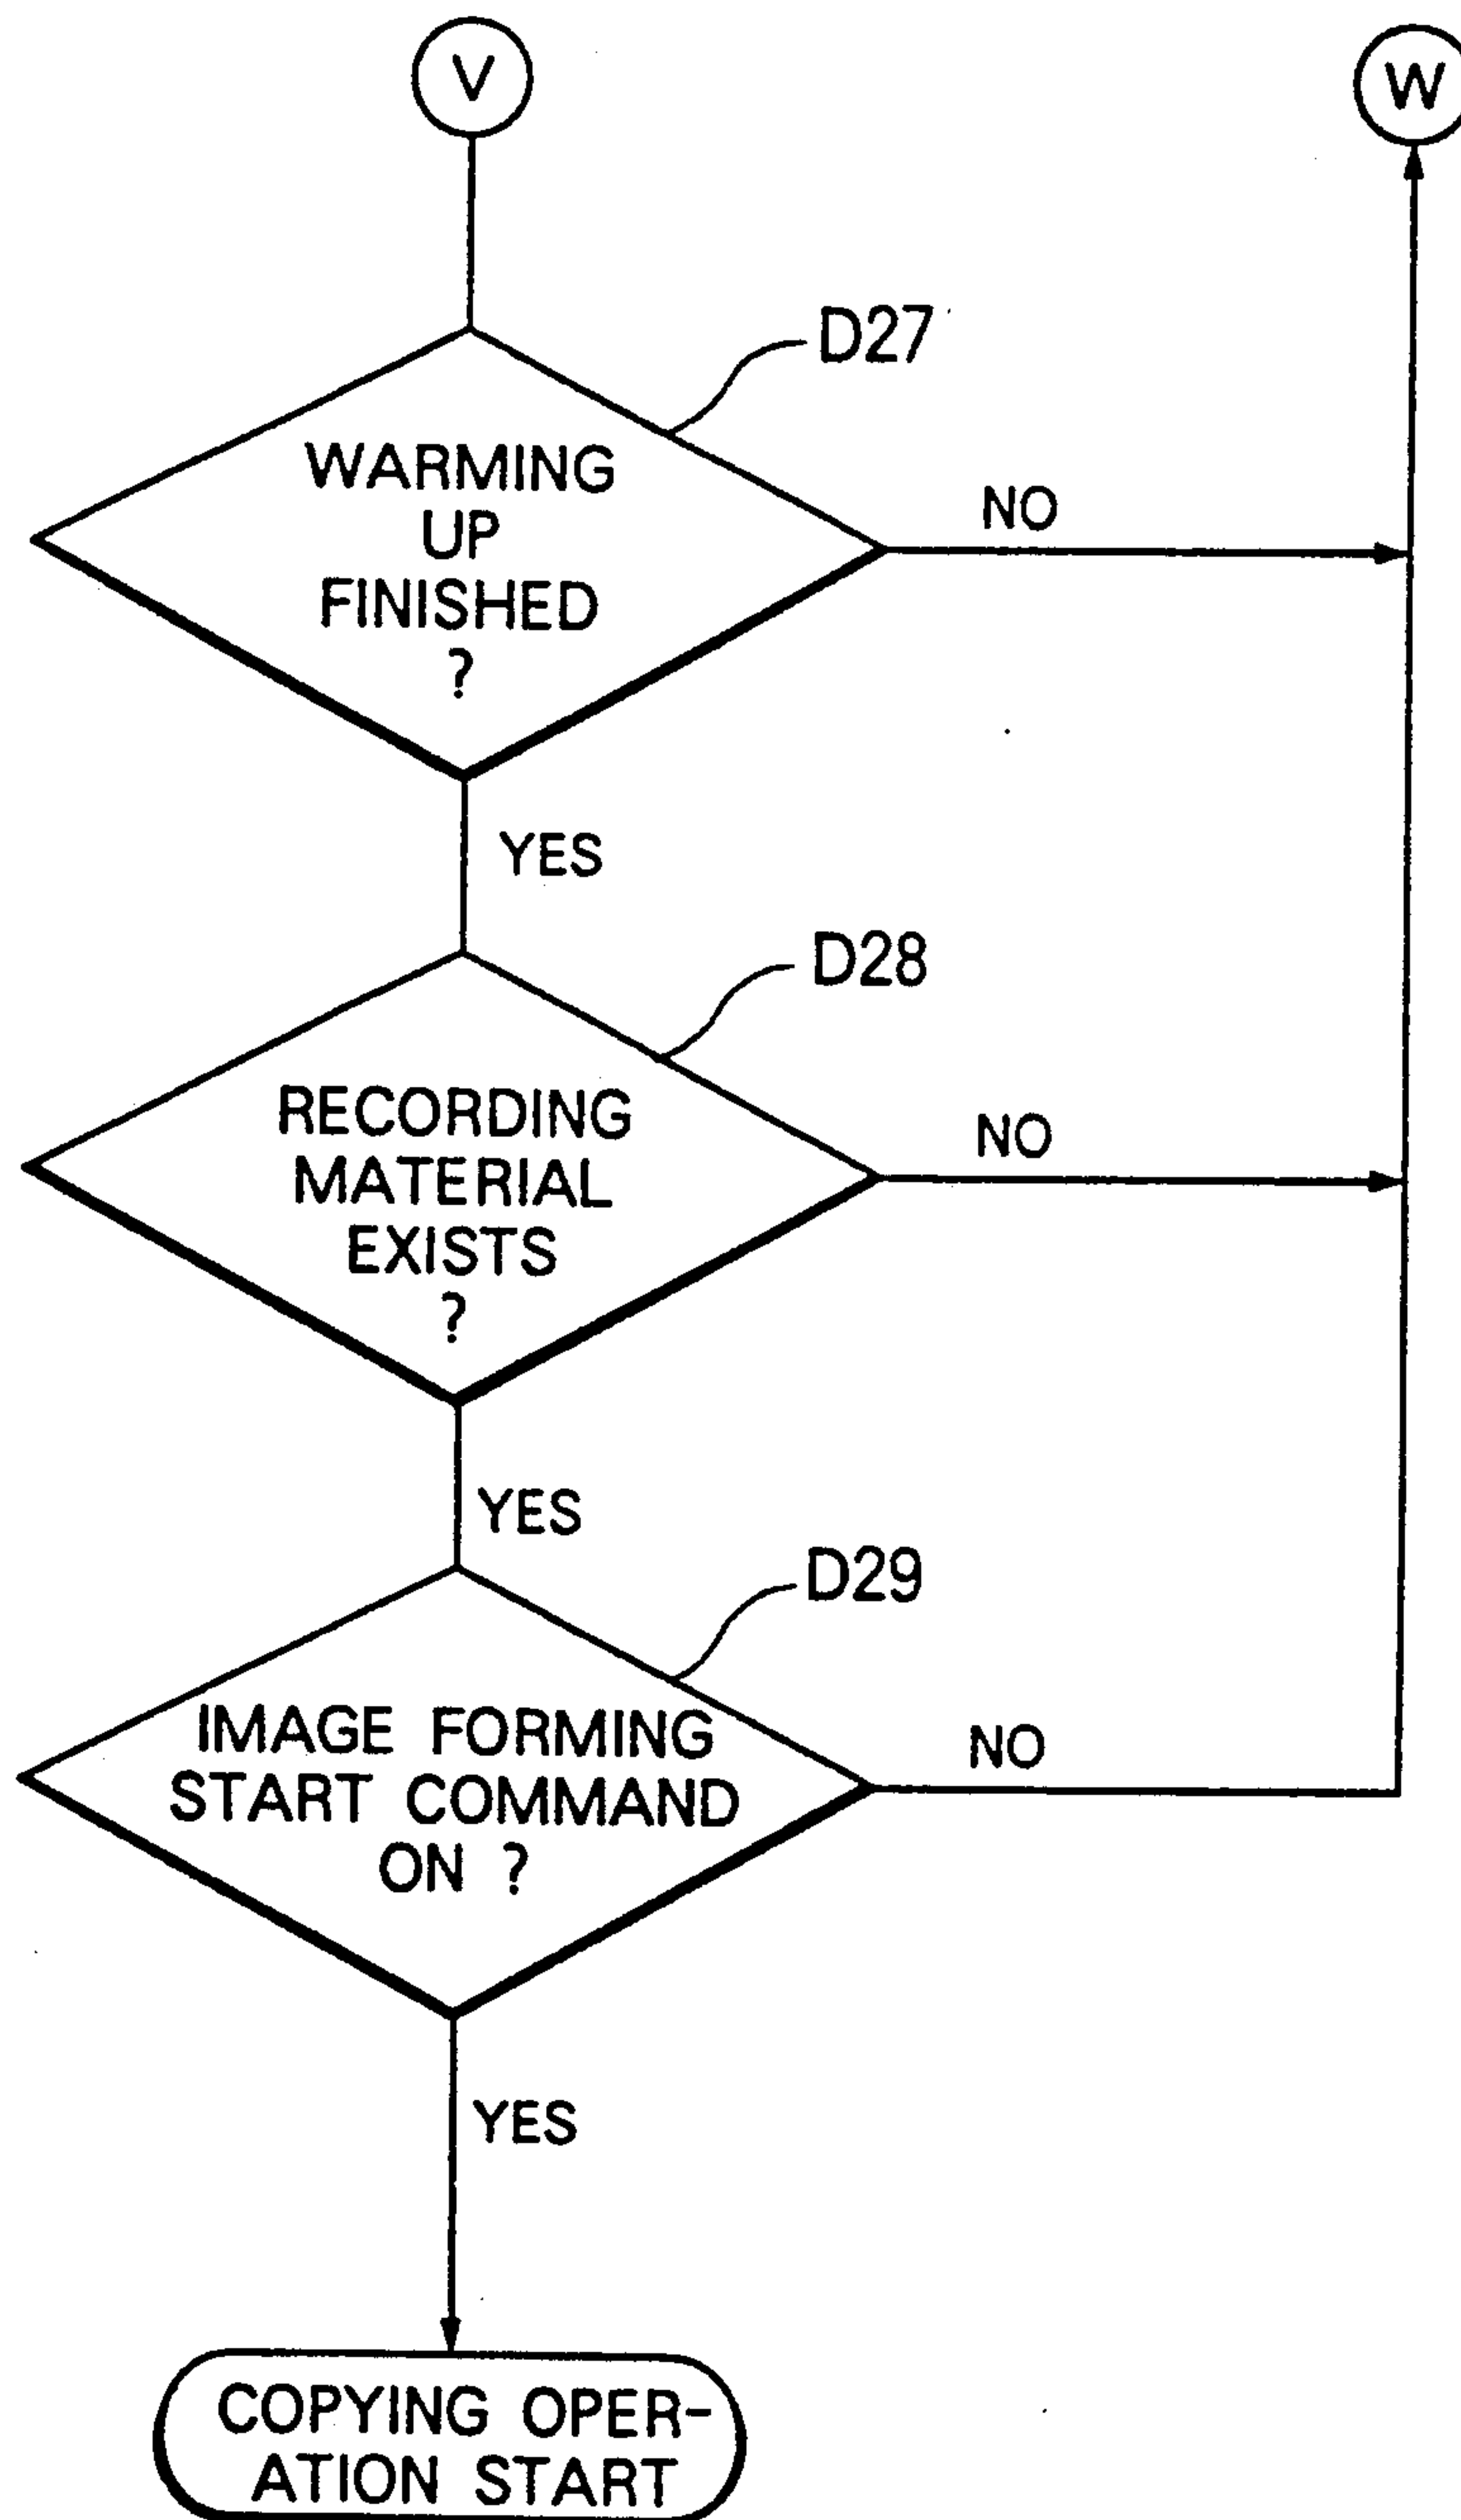 V
W
D27
WARMING
UP
FINISHED
?
NO
YES
D28
RECORDING
MATERIAL
EXISTS
?
NO
YES
D29
IMAGE FORMING
START COMMAND
ON ?
NO
YES
COPYING OPER-
ATION START